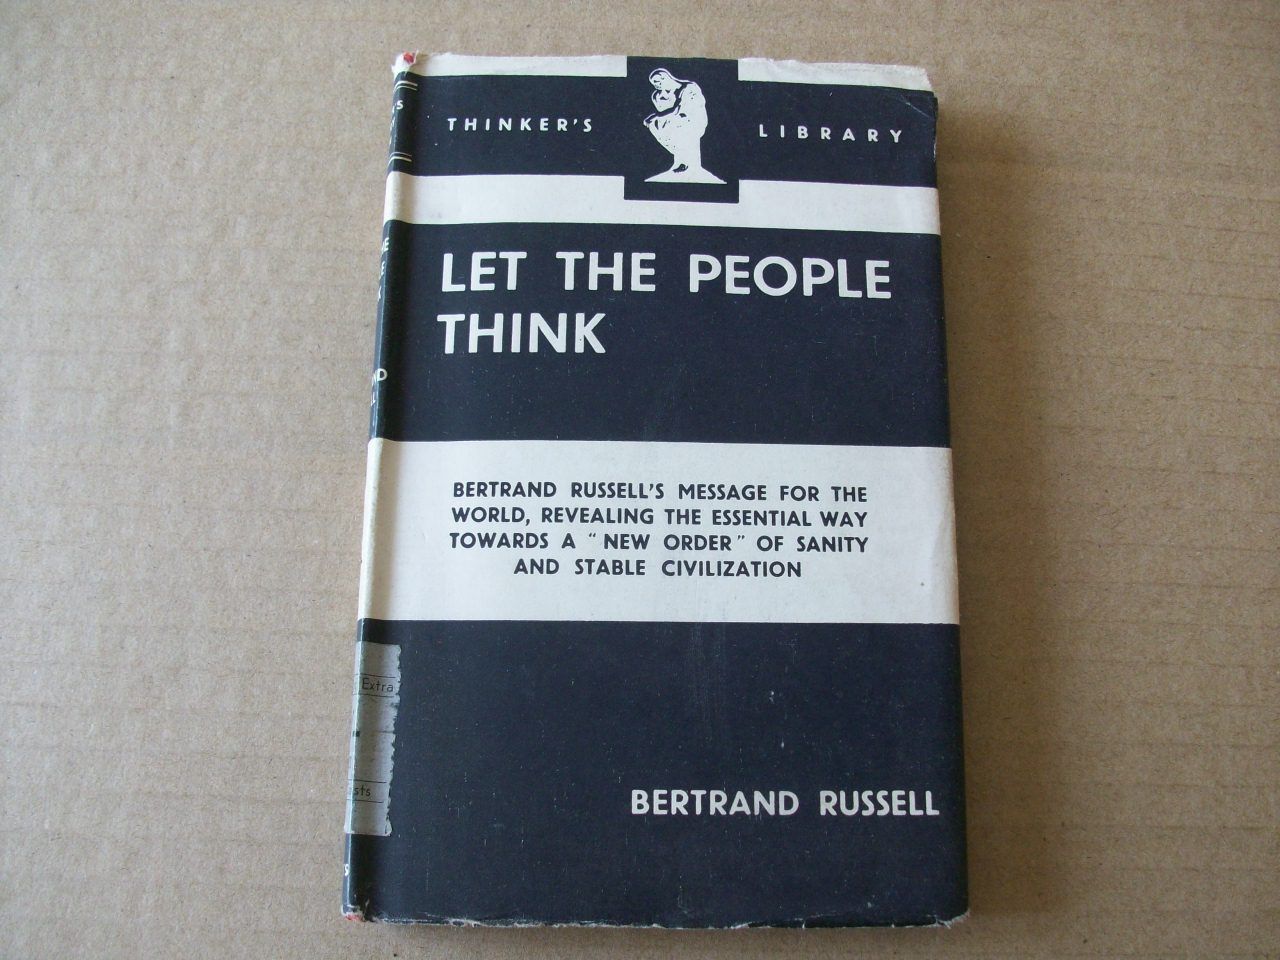 THINKER'S LIBRARY
LET THE PEOPLE
THINK
BERTRAND RUSSELL'S MESSAGE FOR THE
WORLD, REVEALING THE ESSENTIAL WAY
TOWARDS A "NEW ORDER" OF SANITY
AND STABLE CIVILIZATION
Extra
BERTRAND RUSSELL